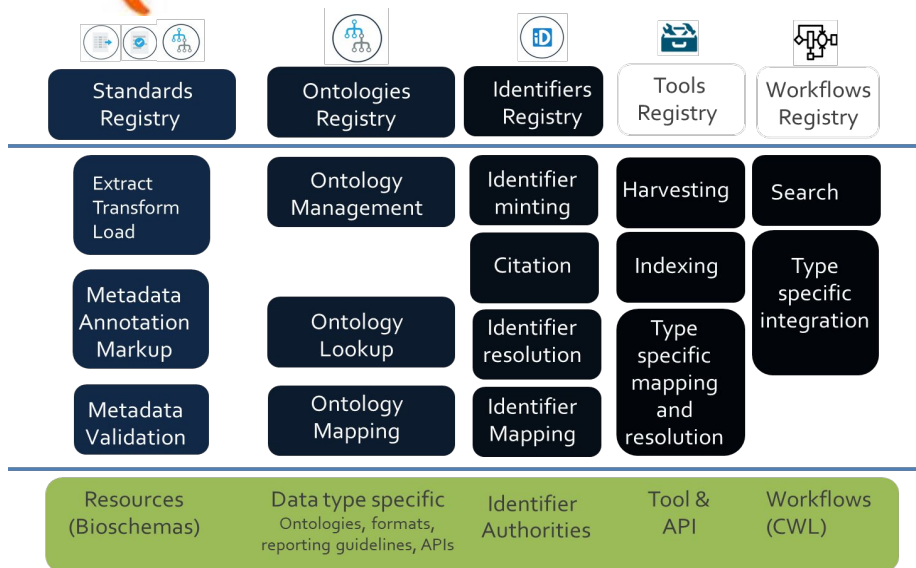 iD
Standards
Registry
Ontologies
Registry
Identifiers
Registry
Tools
Registry
Workflows
Registry
Extract
Transform
Load
Metadata
Annotation
Markup
Metadata
Validation
Ontology
Management
Ontology
Lookup
Ontology
Mapping
Identifier
minting
Citation
Identifier
resolution
Identifier
Mapping
Harvesting
Indexing
Type
specific
mapping
and
resolution
Search
Type
specific
integration
Resources
(Bioschemas)
Data type specific
Ontologies, formats,
reporting guidelines, APIs
Identifier
Authorities
Tool &
API
Workflows
(CWL)